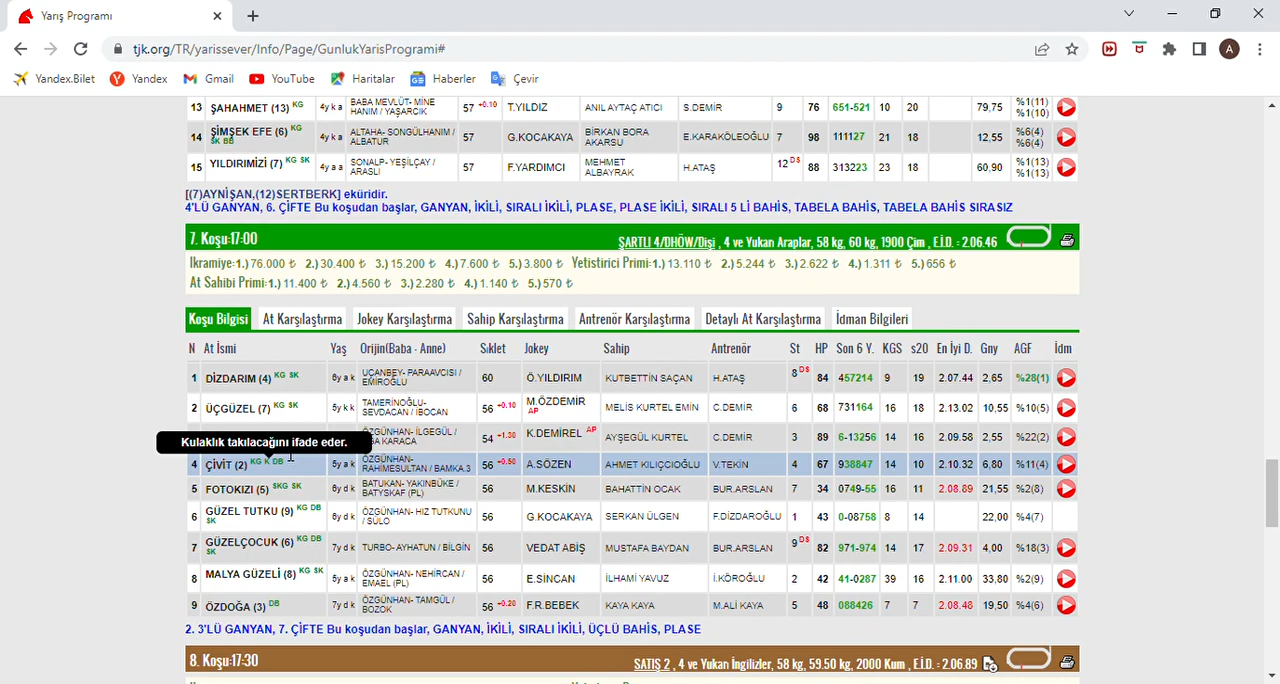 Yarış Programı
tjk.org/TR/yarissever/Info/Page/GunlukYarisProgrami#
A
Yandex.Bilet Yandex Gmail YouTube Haritalar Haberler Çevir
13 ŞAHAHMET (13) KG 4y k a BABA MEVLÜT- MİNE HANIM / YAŞARCIK 57 +0.10 T.YILDIZ ANIL AYTAÇ ATICI S.DEMİR 9 76 651-521 10 20 79,75 %1(11) %1(10)
14 ŞİMŞEK EFE (6) KG SK BB 4y k a ALTAHA- SONGÜLHANIM / ALBATUR 57 G.KOCAKAYA BİRKAN BORA AKARSU E.KARAKÖLEOĞLU 7 98 111127 21 18 12,55 %6(4) %6(4)
15 YILDIRIMİZİ (7) KG SK 4y a a SONALP- YEŞİLÇAY / ARASLI 57 F.YARDIMCI MEHMET ALBAYRAK H.ATAŞ 12 DS 88 313223 23 18 60,90 %1(13) %1(13)
[(7)AYNİŞAN,(12)SERTBERK] eküridir.
4'LÜ GANYAN, 6. ÇİFTE Bu koşudan başlar, GANYAN, İKİLİ, SIRALI İKİLİ, PLASE, PLASE İKİLİ, SIRALI 5 Lİ BAHİS, TABELA BAHİS, TABELA BAHİS SIRASIZ
7. Koşu:17:00 ŞARTLI 4/DHÖW/Dişi , 4 ve Yukarı Araplar, 58 kg, 60 kg, 1900 Çim , E.İ.D. : 2.06.46
Ikramiye:1.) 76.000 ₺ 2.) 30.400 ₺ 3.) 15.200 ₺ 4.) 7.600 ₺ 5.) 3.800 ₺ Yetistirici Primi:1.) 13.110 ₺ 2.) 5.244 ₺ 3.) 2.622 ₺ 4.) 1.311 ₺ 5.) 656 ₺
At Sahibi Primi:1.) 11.400 ₺ 2.) 4.560 ₺ 3.) 2.280 ₺ 4.) 1.140 ₺ 5.) 570 ₺
Koşu Bilgisi At Karşılaştırma Jokey Karşılaştırma Sahip Karşılaştırma Antrenör Karşılaştırma Detaylı At Karşılaştırma İdman Bilgileri
N At İsmi Yaş Orijin(Baba - Anne) Sıklet Jokey Sahip Antrenör St HP Son 6 Y. KGS s20 En İyi D. Gny AGF İdm
1 DİZDARIM (4) KG SK 6y a k UÇANBEY- PARAAVCISI / EMİROĞLU 60 Ö.YILDIRIM KUTBETTİN SAÇAN H.ATAŞ 8 DS 84 457214 9 19 2.07.44 2,65 %28(1)
2 ÜÇGÜZEL (7) KG SK 5y k k TAMERİNOĞLU- SEVDACAN / İBOCAN 56 +0.10 M.ÖZDEMİR AP MELİS KURTEL EMİN C.DEMİR 6 68 731164 16 18 2.13.02 10,55 %10(5)
ÖZGÜNHAN- İLGEGÜL / AĞA KARACA 54 +1.30 K.DEMİREL AP AYŞEGÜL KURTEL C.DEMİR 3 89 6-13256 14 16 2.09.58 2,55 %22(2)
Kulaklık takılacağını ifade eder.
4 ÇİVİT (2) KG K DB 5y a k ÖZGÜNHAN- RAHİMESULTAN / BAMKA.3 56 +0.50 A.SÖZEN AHMET KILIÇCIOĞLU V.TEKİN 4 67 938847 14 10 2.10.32 6,80 %11(4)
5 FOTOKIZI (5) SKG SK 6y d k BATUKAN- YAKINBÜKE / BATYSKAF (PL) 56 M.KESKİN BAHATTİN OCAK BUR.ARSLAN 7 34 0749-55 16 11 2.08.89 21,55 %2(8)
6 GÜZEL TUTKU (9) KG DB SK 6y d k ÖZGÜNHAN- HIZ TUTKUNU / SÜLO 56 G.KOCAKAYA SERKAN ÜLGEN F.DİZDAROĞLU 1 43 0-08758 8 14 22,00 %4(7)
7 GÜZELÇOCUK (6) KG DB SK 7y d k TURBO- AYHATUN / BİLGİN 56 VEDAT ABİŞ MUSTAFA BAYDAN BUR.ARSLAN 9 DS 82 971-974 14 17 2.09.31 4,00 %18(3)
8 MALYA GÜZELİ (8) KG SK 5y a k ÖZGÜNHAN- NEHİRCAN / EMAEL (PL) 56 E.SİNCAN İLHAMİ YAVUZ İ.KÖROĞLU 2 42 41-0287 39 16 2.11.00 33,80 %2(9)
9 ÖZDOĞA (3) DB 7y d k ÖZGÜNHAN- TAMGÜL / BOZOK 56 +0.20 F.R.BEBEK KAYA KAYA M.ALİ KAYA 5 48 088426 7 7 2.08.48 19,50 %4(6)
2. 3'LÜ GANYAN, 7. ÇİFTE Bu koşudan başlar, GANYAN, İKİLİ, SIRALI İKİLİ, ÜÇLÜ BAHİS, PLASE
8. Koşu:17:30 SATIŞ 2 , 4 ve Yukarı İngilizler, 58 kg, 59.50 kg, 2000 Kum , E.İ.D. : 2.06.89